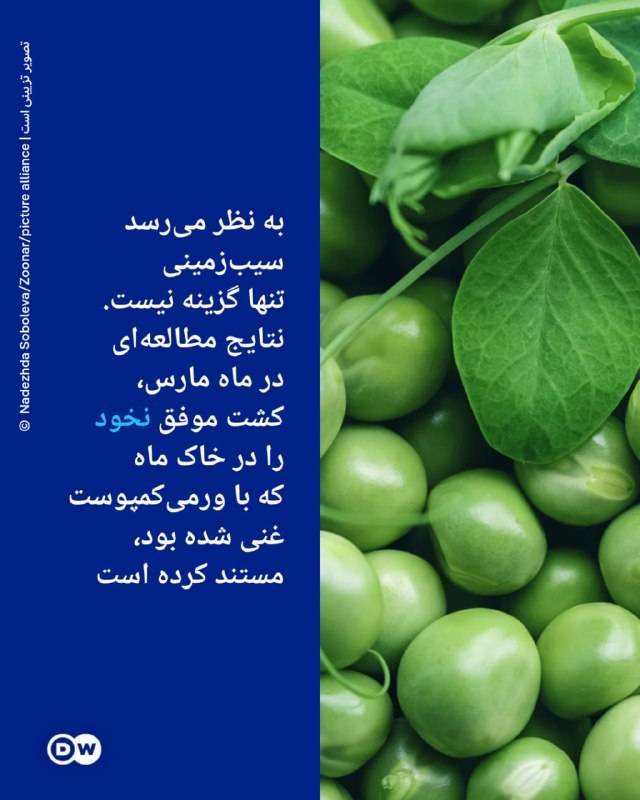 به نظر می‌رسد
سیب‌زمینی
تنها گزینه نیست.
نتایج مطالعه‌ای
در ماه مارس،
کشت موفق نخود
را در خاک ماه
که با ورمی‌کمپوست
غنی شده بود،
مستند کرده است
© Nadezhda Soboleva/Zoonar/picture alliance | تصویر تزیینی است
DW